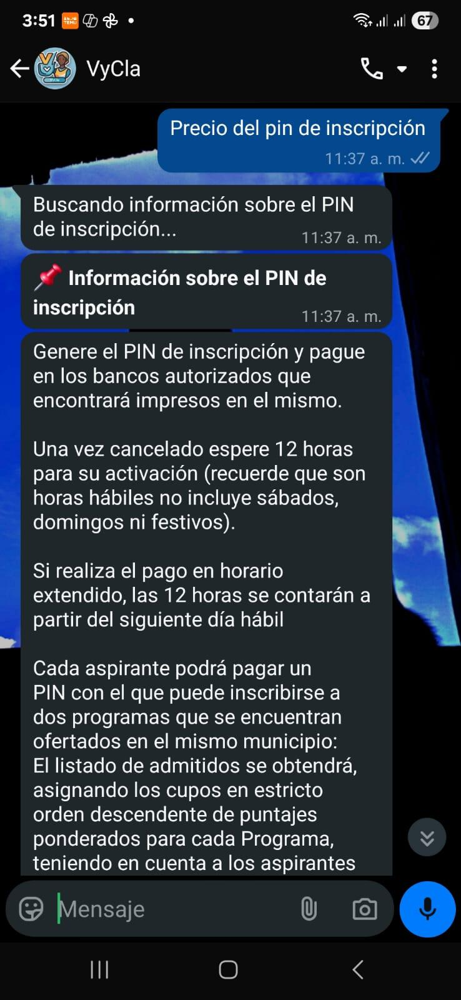 3:51
67
VyCla
Precio del pin de inscripción
11:37 a. m.
Buscando información sobre el PIN
de inscripción...
11:37 a. m.
Información sobre el PIN de
inscripción
11:37 a. m.
Genere el PIN de inscripción y pague
en los bancos autorizados que
encontrará impresos en el mismo.
Una vez cancelado espere 12 horas
para su activación (recuerde que son
horas hábiles no incluye sábados,
domingos ni festivos).
Si realiza el pago en horario
extendido, las 12 horas se contarán a
partir del siguiente día hábil
Cada aspirante podrá pagar un
PIN con el que puede inscribirse a
dos programas que se encuentran
ofertados en el mismo municipio:
El listado de admitidos se obtendrá,
asignando los cupos en estricto
orden descendente de puntajes
ponderados para cada Programa,
teniendo en cuenta a los aspirantes
Mensaje